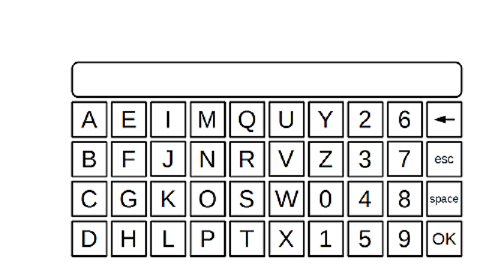 A E I M Q U Y 2 6 ←
B F J N R V Z 3 7 esc
C G K O S W 0 4 8 space
D H L P T X 1 5 9 OK